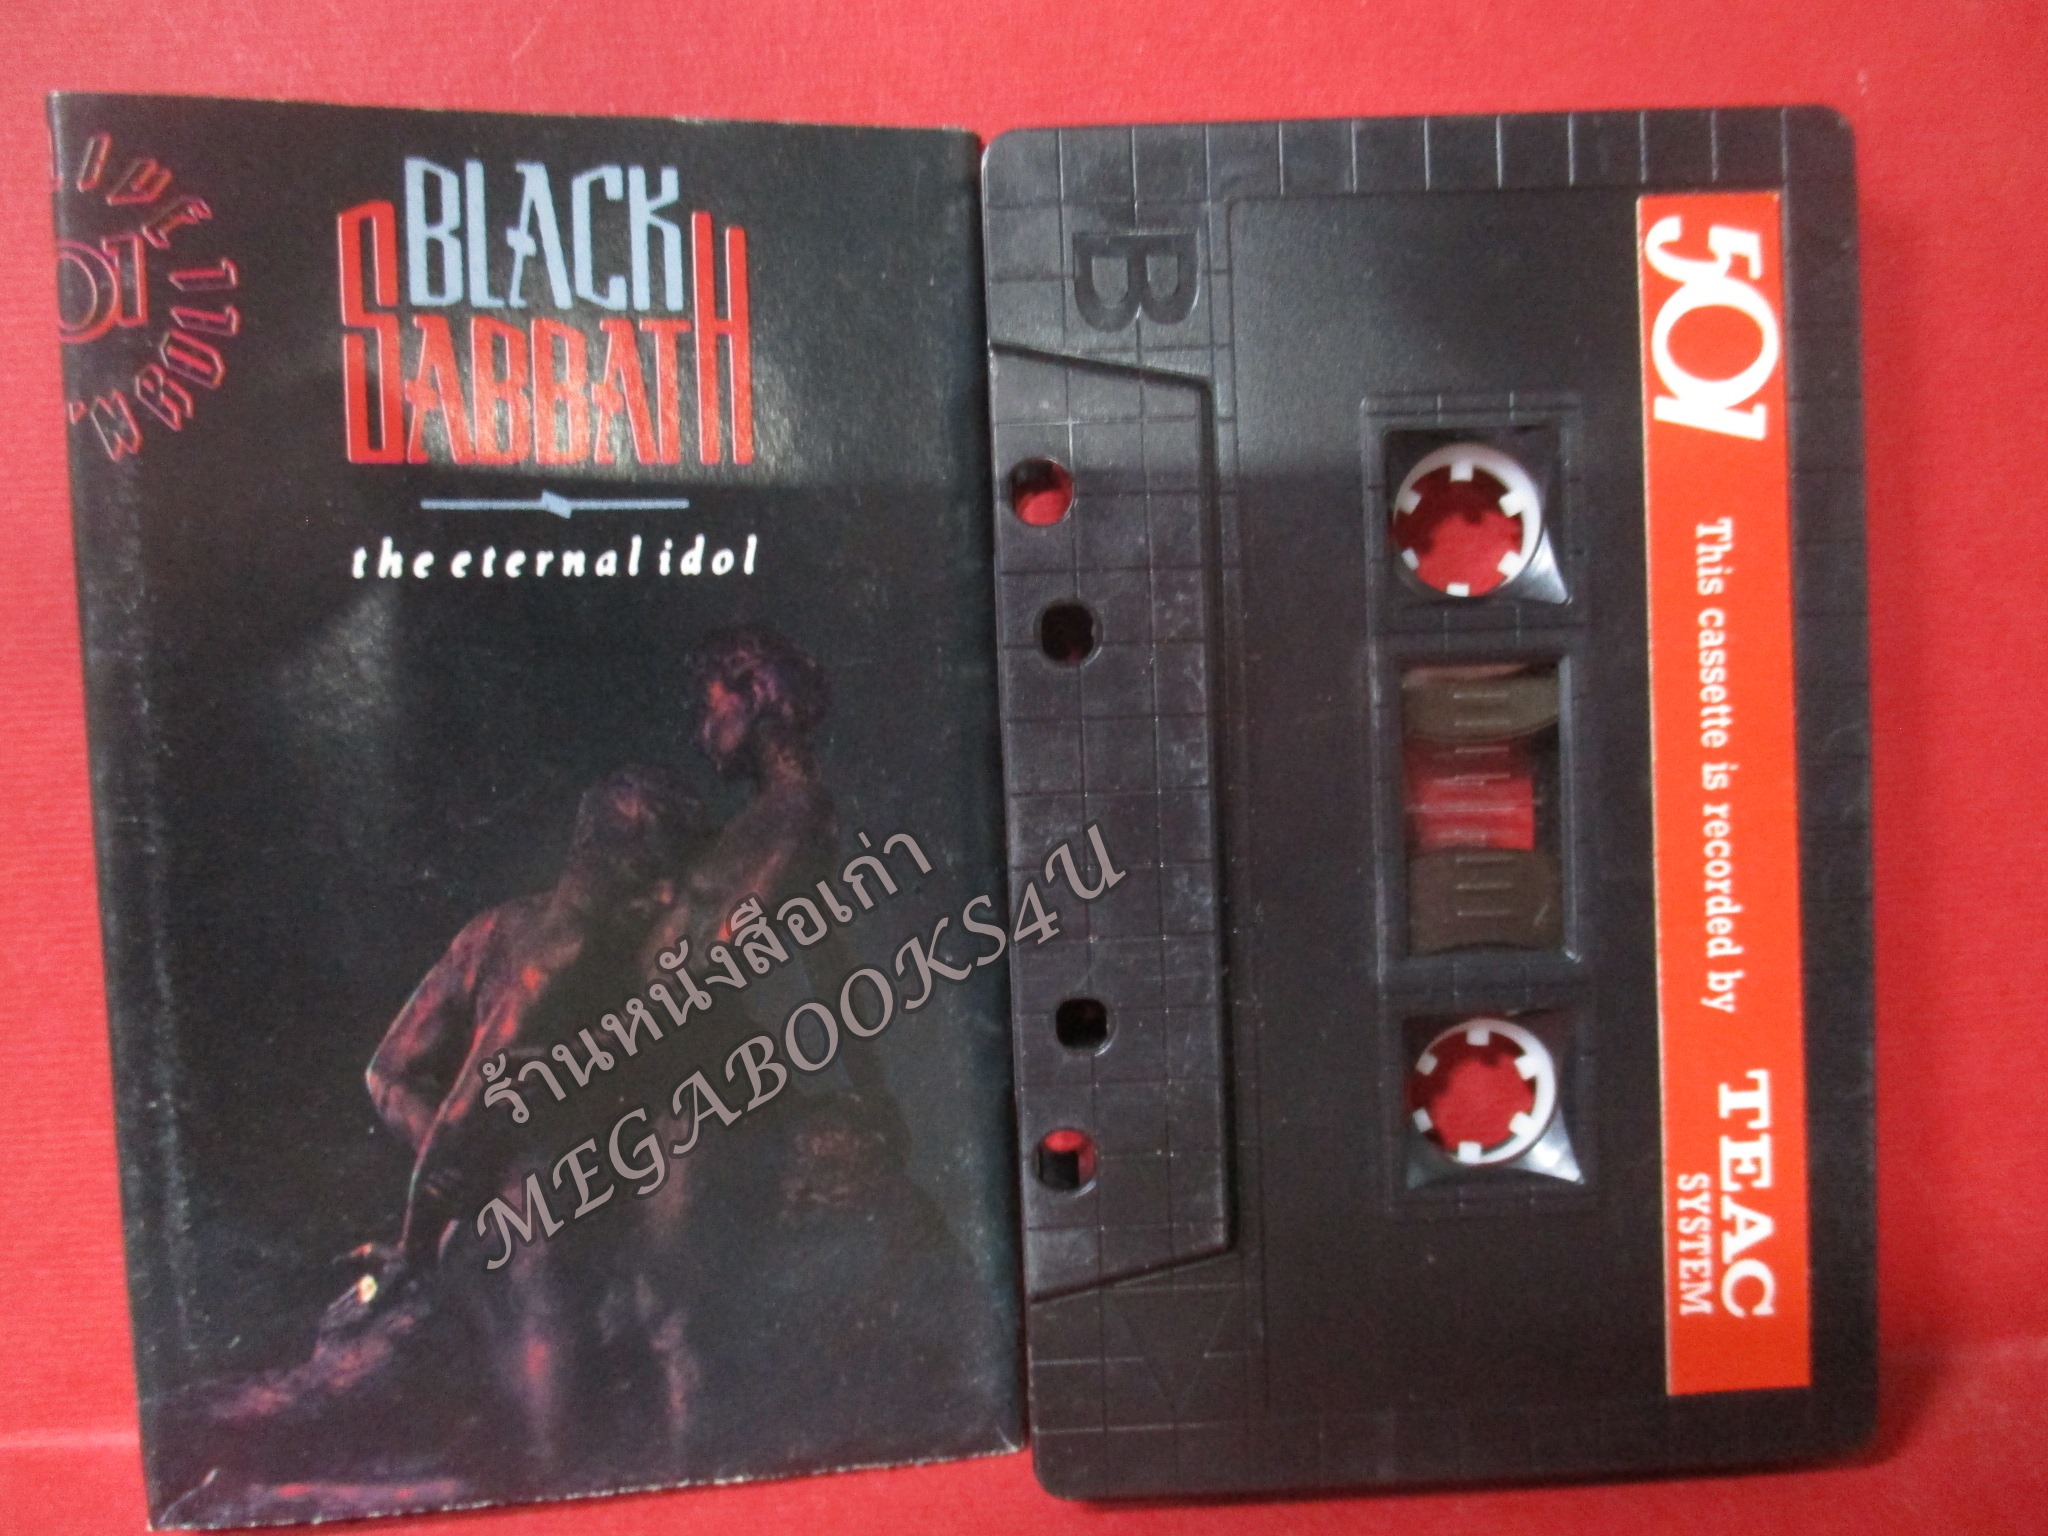 BLACK
SABBATH
the eternal idol
ร้านหนังสือเก่า
MEGABOOKS4U
B
501 This cassette is recorded by TEAC
SYSTEM